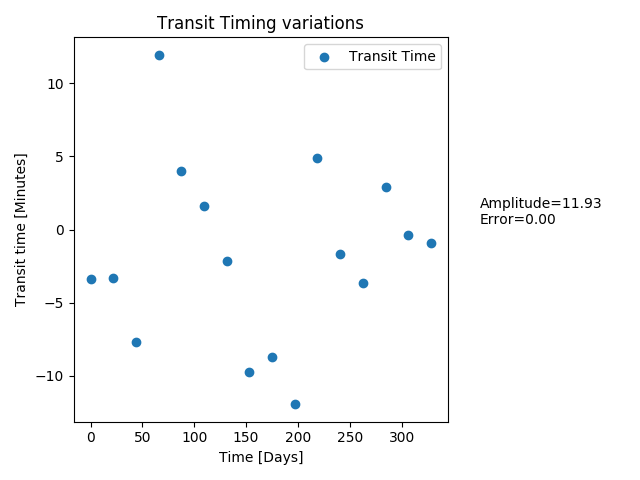 Transit Timing variations
Transit Time
Transit time [Minutes]
10
5
0
−5
−10
0
50
100
150
200
250
300
Time [Days]
Amplitude=11.93
Error=0.00